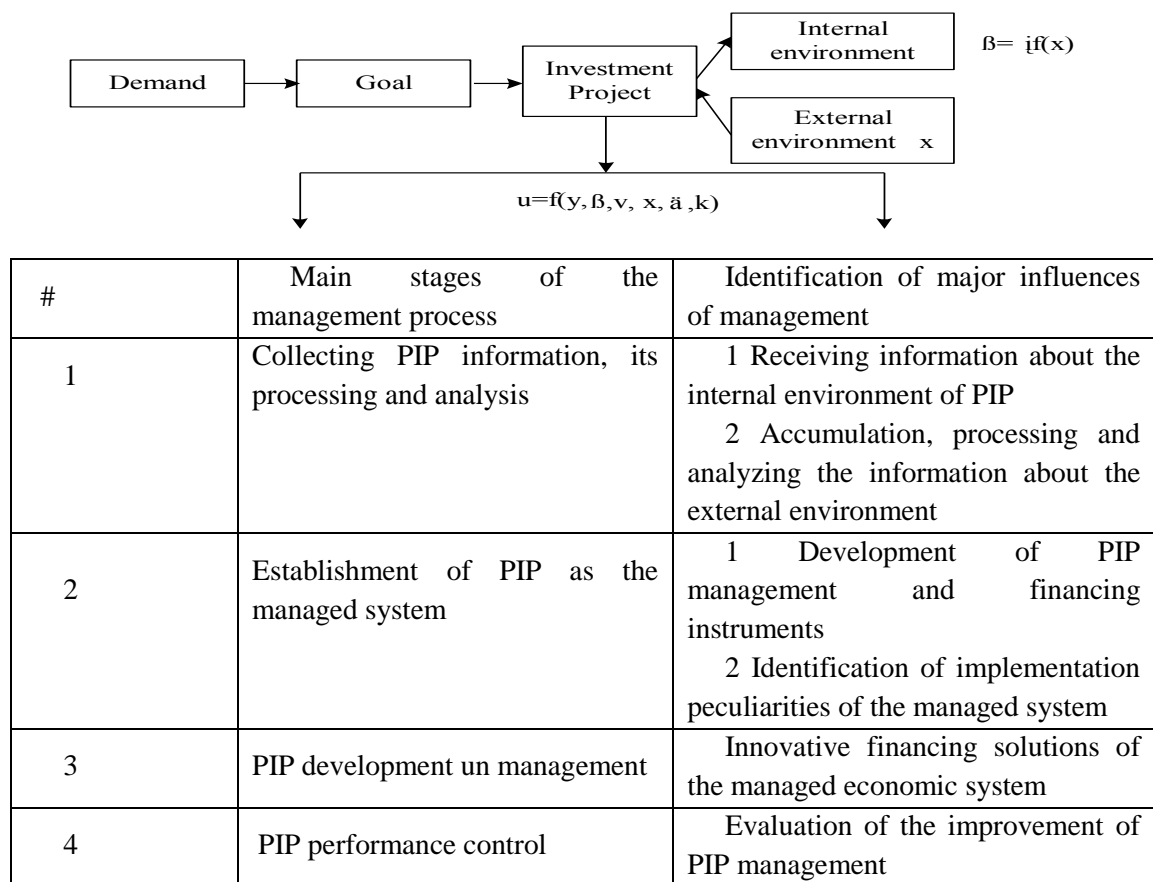 Internal
environment
ß= įf(x)
Demand
Goal
Investment
Project
External
environment x
u=f(y, ß,v, x, ä ,k)
#
Main stages of the
management process
Identification of major influences
of management
1
Collecting PIP information, its
processing and analysis
1 Receiving information about the
internal environment of PIP
2 Accumulation, processing and
analyzing the information about the
external environment
2
Establishment of PIP as the
managed system
1 Development of PIP
management and financing
instruments
2 Identification of implementation
peculiarities of the managed system
3
PIP development un management
Innovative financing solutions of
the managed economic system
4
PIP performance control
Evaluation of the improvement of
PIP management